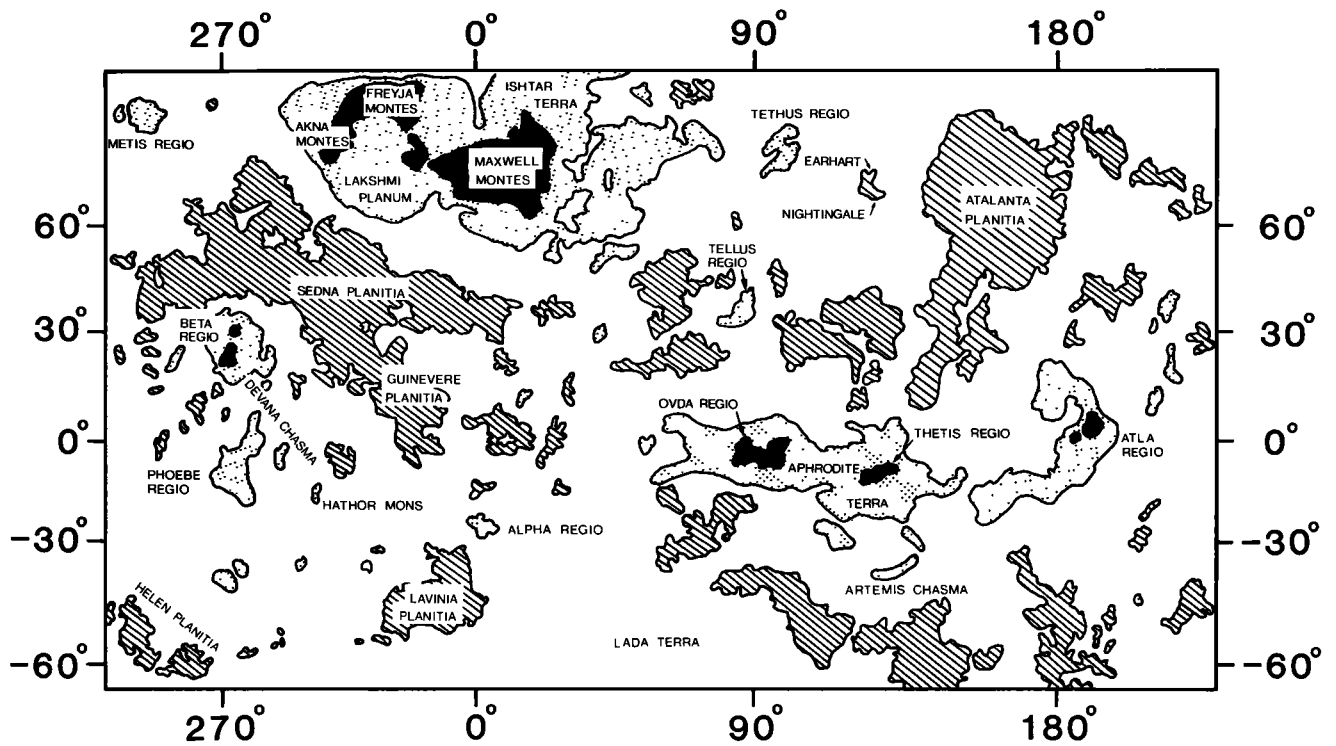 270° 0° 90° 180°
FREYJA
MONTES
ISHTAR
TERRA
METIS REGIO
AKNA
MONTES
TETHUS REGIO
EARHART
MAXWELL
MONTES
LAKSHMI
PLANUM
NIGHTINGALE
ATALANTA
PLANITIA
60° 60°
TELLUS
REGIO
SEDNA PLANITIA
BETA
REGIO
30° 30°
DEVANA CHASMA
GUINEVERE
PLANITIA
OVDA REGIO
THETIS REGIO
0° 0°
ATLA
REGIO
PHOEBE
REGIO
APHRODITE
TERRA
HATHOR MONS
ALPHA REGIO
-30° -30°
HELEN PLANITIA
LAVINIA
PLANITIA
ARTEMIS CHASMA
LADA TERRA
-60° -60°
270° 0° 90° 180°